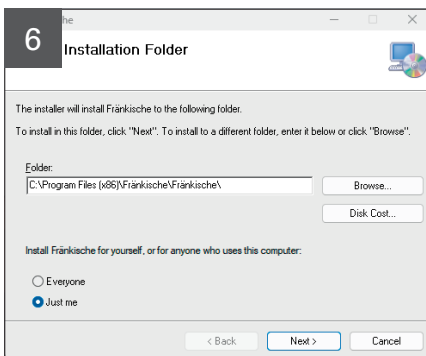 he
6
Installation Folder
The installer will install Fränkische to the following folder.
To install in this folder, click "Next". To install to a different folder, enter it below or click "Browse".
Folder:
C:\Program Files (x86)\Fränkische\Fränkische\
Browse...
Disk Cost...
Install Fränkische for yourself, or for anyone who uses this computer:
Everyone
Just me
< Back
Next >
Cancel